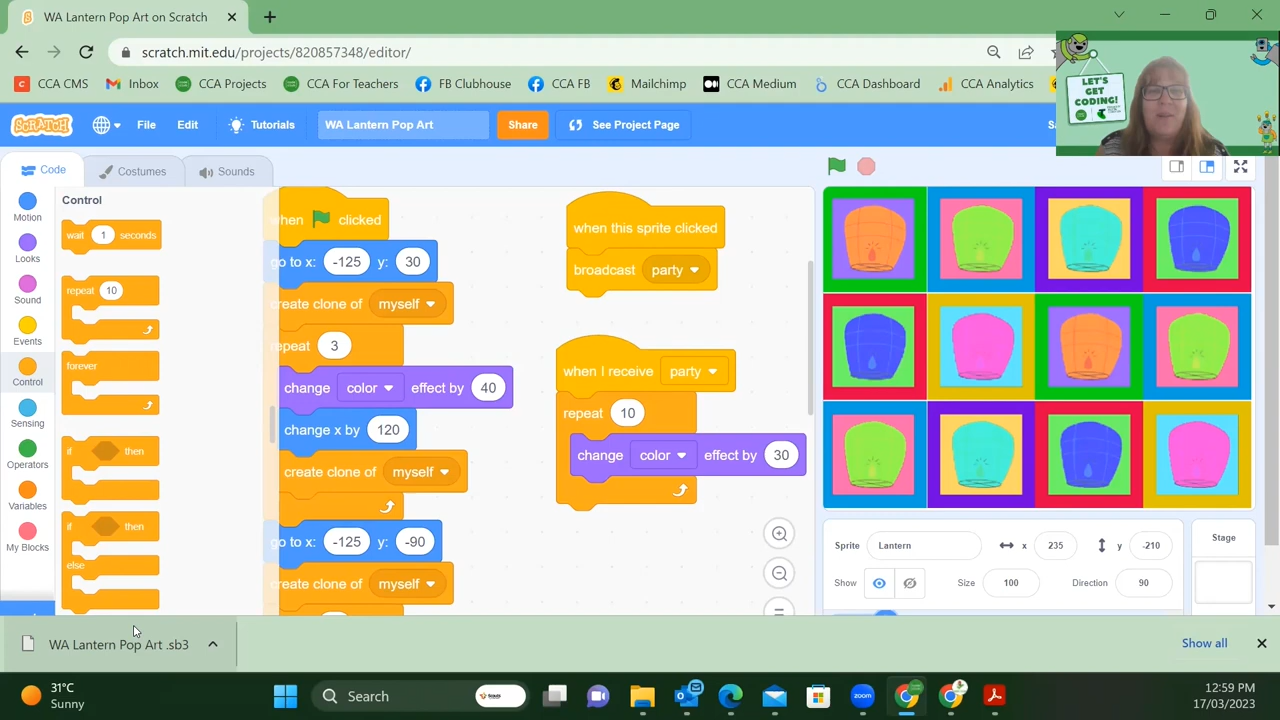 WA Lantern Pop Art on Scratch
scratch.mit.edu/projects/820857348/editor/
CCA CMS
Inbox
CCA Projects
CCA For teachers
FB Clubhouse
CCA FB
Mailchimp
CCA Medium
CCA Dashboard
CCA Analytics
LET'S
GET
CODING!
SCRATCH
File
Edit
Tutorials
WA Lantern Pop Art
Share
See Project Page
Code
Costumes
Sounds
Motion
Looks
Sound
Events
Control
Sensing
Operators
Variables
My Blocks
Control
wait 1 seconds
repeat 10
forever
if then
if then
else
when clicked
go to x: -125 y: 30
create clone of myself
repeat 3
change color effect by 40
change x by 120
create clone of myself
go to x: -125 y: -90
create clone of myself
when this sprite clicked
broadcast party
when I receive party
repeat 10
change color effect by 30
Sprite Lantern x 235 y -210
Show Size 100 Direction 90
Stage
WA Lantern Pop Art .sb3
Show all
31°C
Sunny
Search
zoom
12:59 PM
17/03/2023